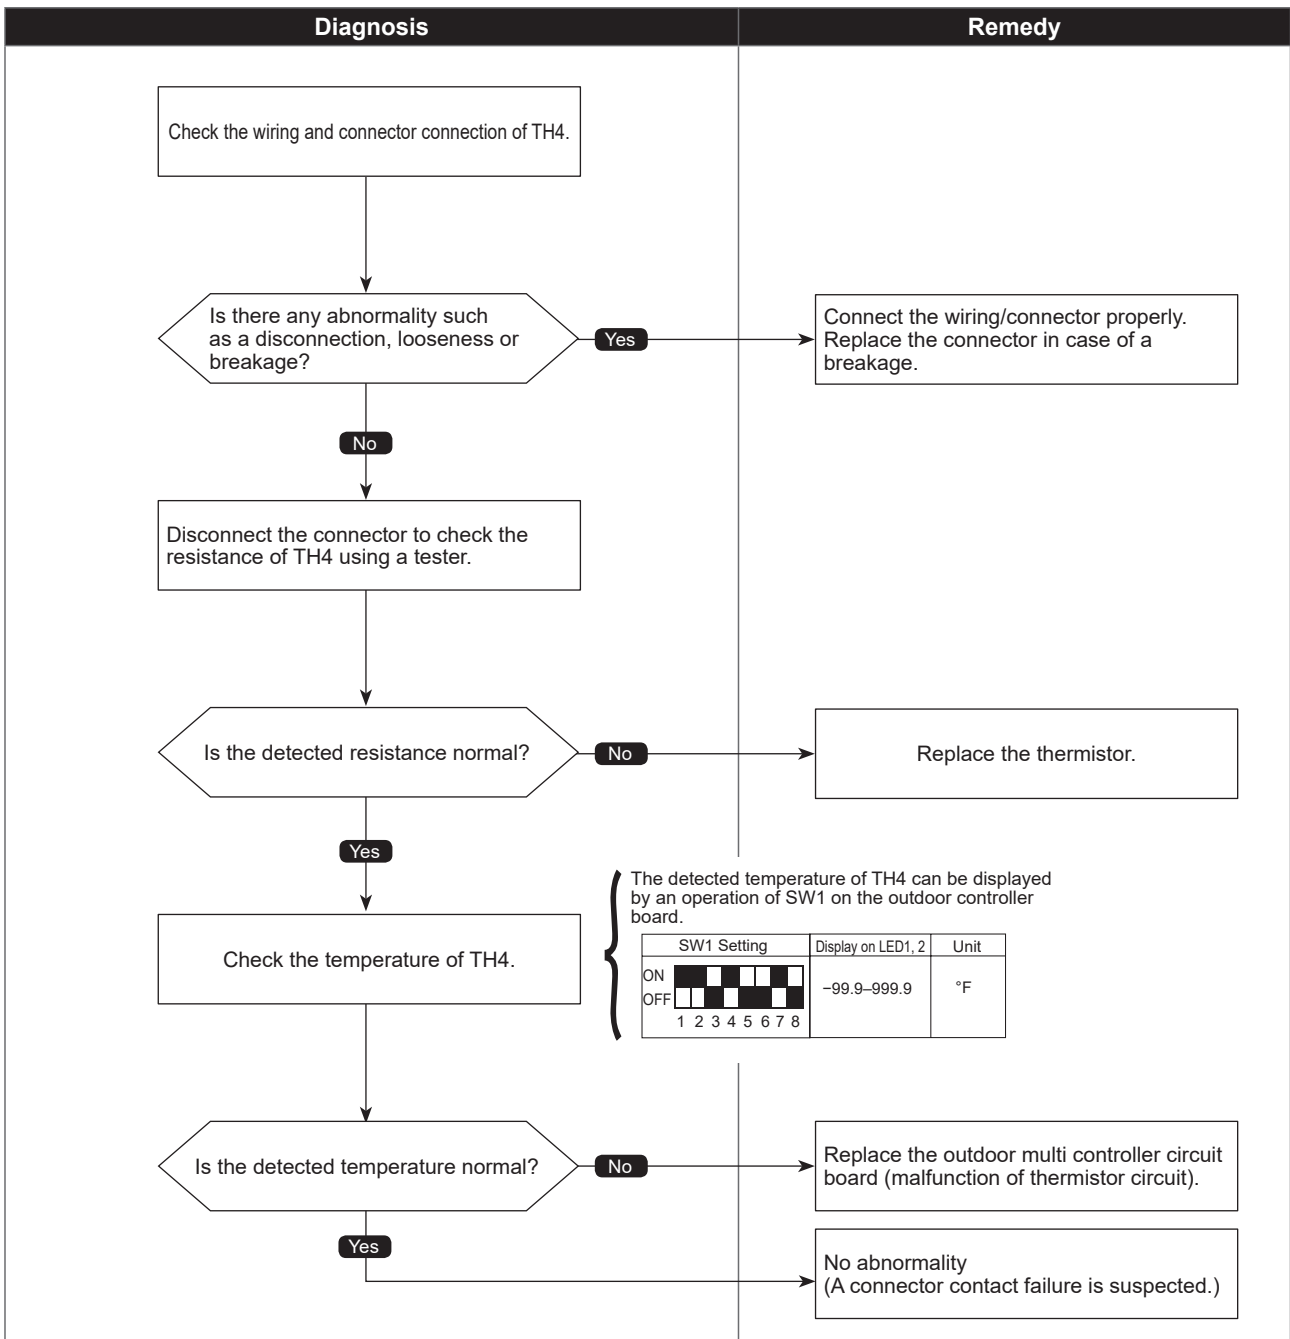 Diagnosis
Remedy
Check the wiring and connector connection of TH4.
Is there any abnormality such
as a disconnection, looseness or
breakage?
Yes
Connect the wiring/connector properly.
Replace the connector in case of a
breakage.
No
Disconnect the connector to check the
resistance of TH4 using a tester.
Is the detected resistance normal?
No
Replace the thermistor.
Yes
The detected temperature of TH4 can be displayed
by an operation of SW1 on the outdoor controller
board.
Check the temperature of TH4.
SW1 Setting
Display on LED1, 2
Unit
ON
OFF
1 2 3 4 5 6 7 8
−99.9–999.9
°F
Is the detected temperature normal?
No
Replace the outdoor multi controller circuit
board (malfunction of thermistor circuit).
Yes
No abnormality
(A connector contact failure is suspected.)